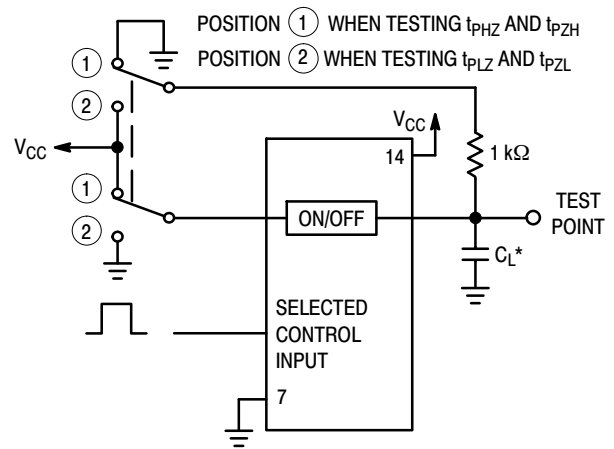 POSITION 1 WHEN TESTING tPHZ AND tPZH
POSITION 2 WHEN TESTING tPLZ AND tPZL
1
2
VCC
1
2
VCC
14
1 kΩ
ON/OFF
TEST
POINT
CL*
SELECTED
CONTROL
INPUT
7